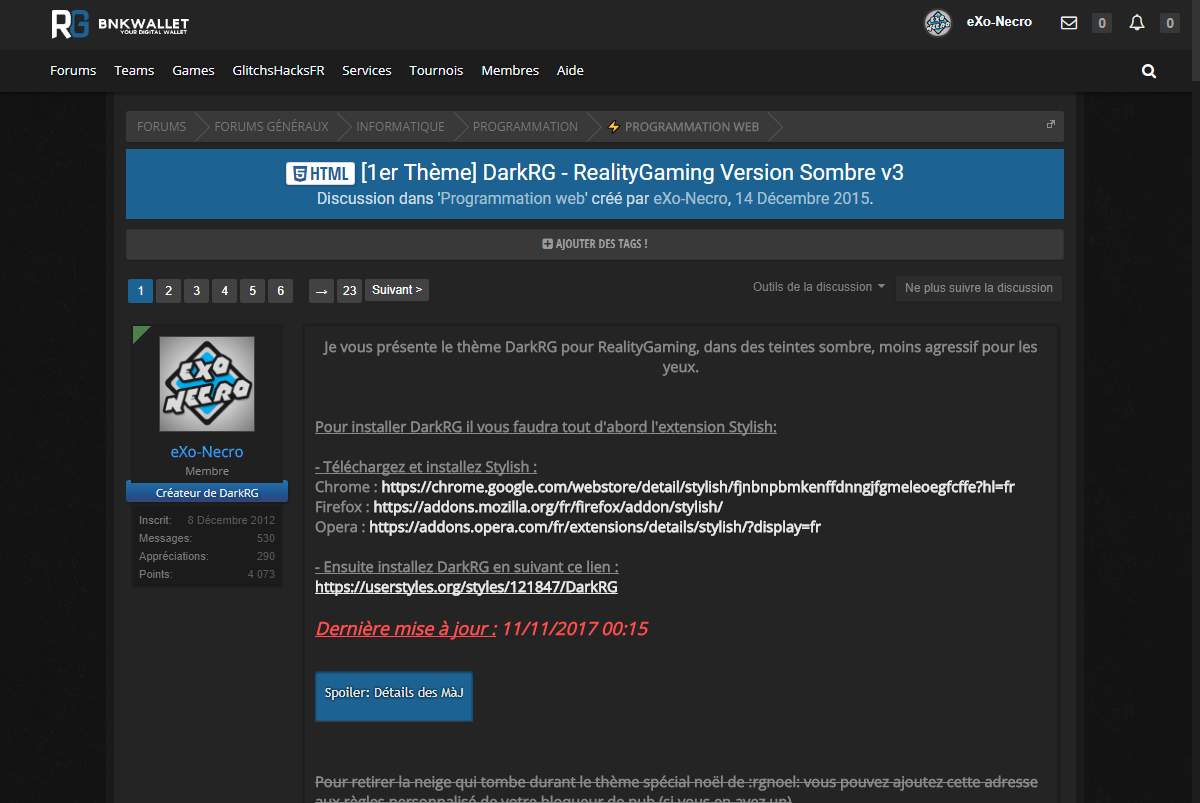 RG BNKWALLET
YOUR DIGITAL WALLET
eXo-Necro 0 0
Forums Teams Games GlitchsHacksFR Services Tournois Membres Aide
FORUMS FORUMS GÉNÉRAUX INFORMATIQUE PROGRAMMATION PROGRAMMATION WEB
HTML [1er Thème] DarkRG - RealityGaming Version Sombre v3
Discussion dans 'Programmation web' créé par eXo-Necro, 14 Décembre 2015.
AJOUTER DES TAGS !
1 2 3 4 5 6 → 23 Suivant >
Outils de la discussion Ne plus suivre la discussion
EXO
NECRO
eXo-Necro
Membre
Créateur de DarkRG
Inscrit: 8 Décembre 2012
Messages: 530
Appréciations: 290
Points: 4 073
Je vous présente le thème DarkRG pour RealityGaming, dans des teintes sombre, moins agressif pour les
yeux.
Pour installer DarkRG il vous faudra tout d'abord l'extension Stylish:
- Téléchargez et installez Stylish :
Chrome : https://chrome.google.com/webstore/detail/stylish/fjnbnpbmkenffdnngjfgmeleoegfcffe?hl=fr
Firefox : https://addons.mozilla.org/fr/firefox/addon/stylish/
Opera : https://addons.opera.com/fr/extensions/details/stylish/?display=fr
- Ensuite installez DarkRG en suivant ce lien :
https://userstyles.org/styles/121847/DarkRG
Dernière mise à jour : 11/11/2017 00:15
Spoiler: Détails des MàJ
Pour retirer la neige qui tombe durant le thème spécial noël de :rgnoel: vous pouvez ajoutez cette adresse
aux règles personnalisé de votre bloqueur de pub (si vous en avez un)